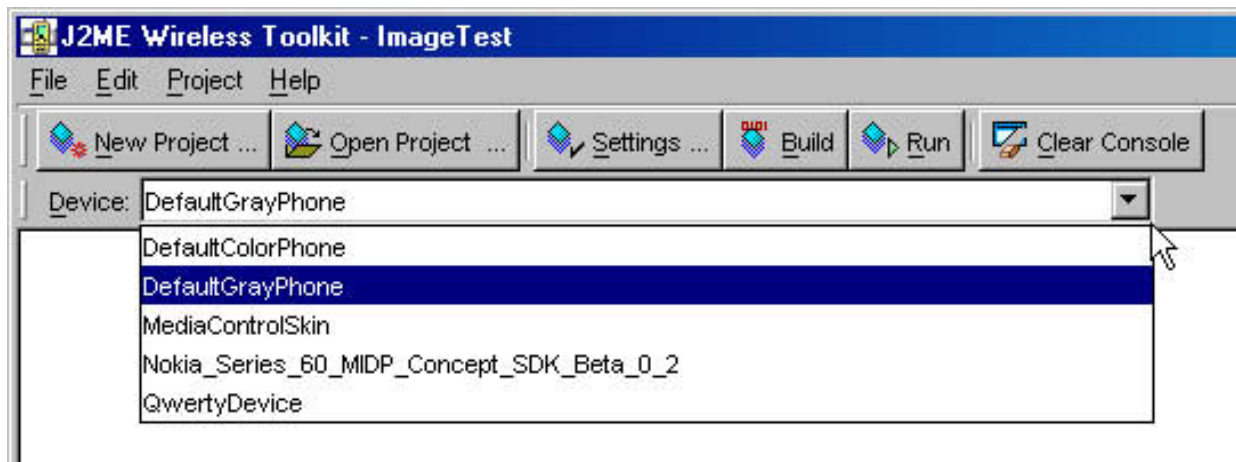 J2ME Wireless Toolkit - ImageTest
File Edit Project Help
New Project ... Open Project ... Settings ... Build Run Clear Console
Device: DefaultGrayPhone
DefaultColorPhone
DefaultGrayPhone
MediaControlSkin
Nokia_Series_60_MIDP_Concept_SDK_Beta_0_2
QwertyDevice